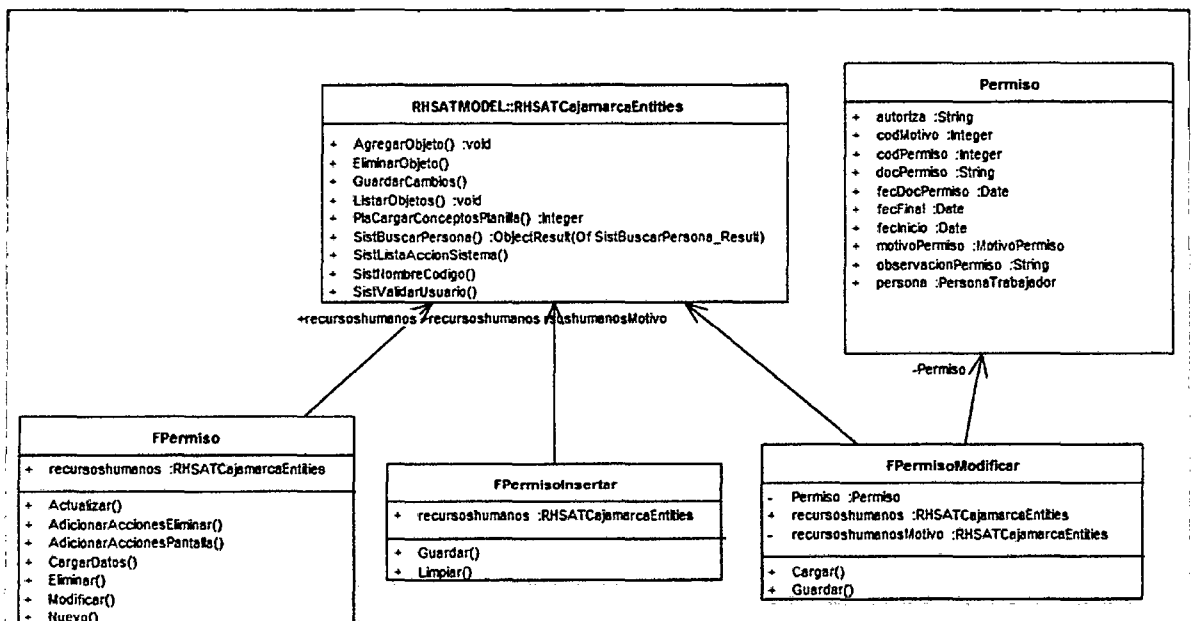 RHSATMODEL::RHSATCajamarcaEntities
+ AgregarObjeto() :void
+ EliminarObjeto()
+ GuardarCambios()
+ ListarObjetos() :void
+ PlaCargarConceptosPlanilla() :Integer
+ SistBuscarPersona() :ObjectResult(Of SistBuscarPersona_Result)
+ SistListaAccionSistema()
+ SistNombreCodigo()
+ SistValidarUsuario()
Permiso
+ autoriza :String
+ codMotivo :Integer
+ codPermiso :Integer
+ docPermiso :String
+ fecDocPermiso :Date
+ fecFinal :Date
+ fecInicio :Date
+ motivoPermiso :MotivoPermiso
+ observacionPermiso :String
+ persona :PersonaTrabajador
+recursoshumanos recursoshumanos
-Permiso
FPermiso
+ recursoshumanos :RHSATCajamarcaEntities
+ Actualizar()
+ AdicionarAccionesEliminar()
+ AdicionarAccionesPantalla()
+ CargarDatos()
+ Eliminar()
+ Modificar()
+ Nuevo()
FPermisoInsertar
+ recursoshumanos :RHSATCajamarcaEntities
+ Guardar()
+ Limpiar()
FPermisoModificar
- Permiso :Permiso
+ recursoshumanos :RHSATCajamarcaEntities
- recursoshumanosMotivo :RHSATCajamarcaEntities
+ Cargar()
+ Guardar()